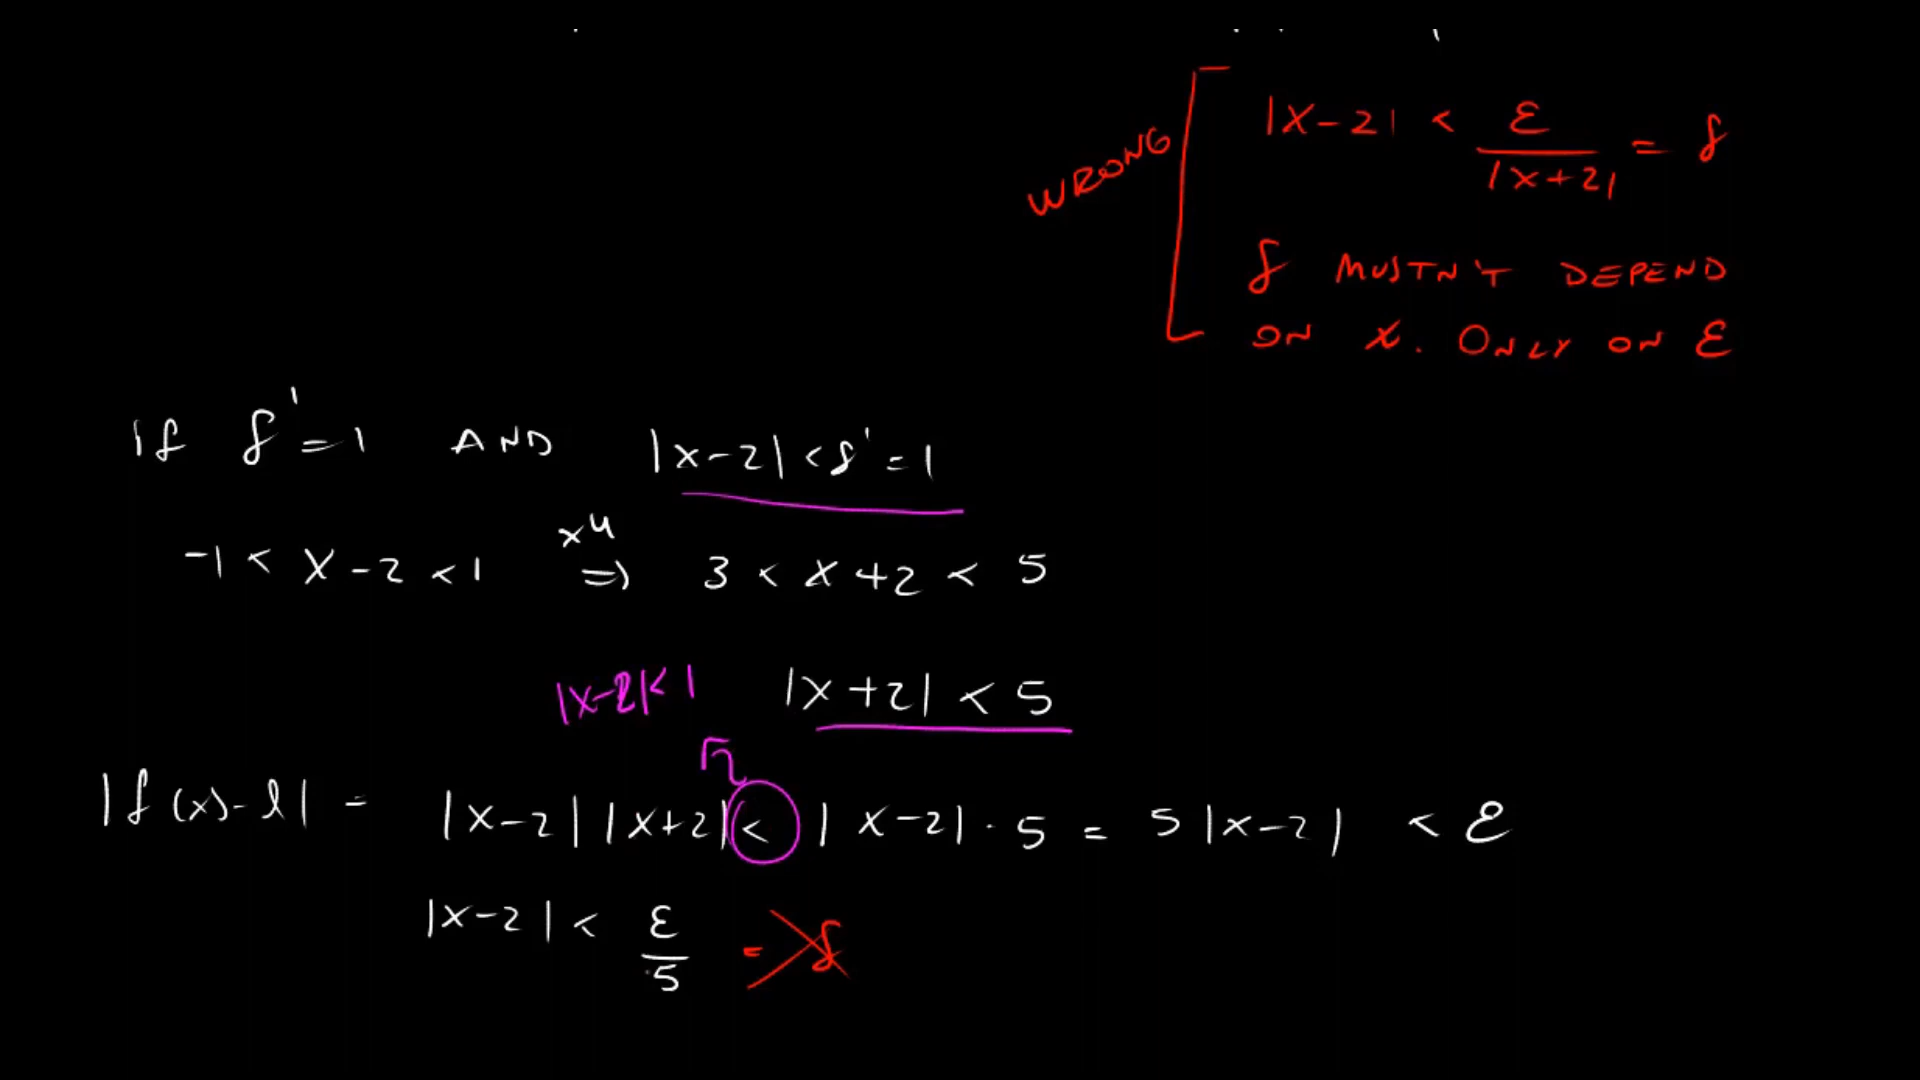 |x-2| < ε/|x+2| = δ
WRONG
δ MUSTN'T DEPEND
ON x. ONLY ON ε
If δ' = 1 AND |x-2| < δ' = 1
-1 < x-2 < 1 +4 ⇒ 3 < x+2 < 5
|x-2| < 1 |x+2| < 5
|f(x)-l| = |x-2| |x+2| < |x-2| · 5 = 5|x-2| < ε
|x-2| < ε/5 = δ